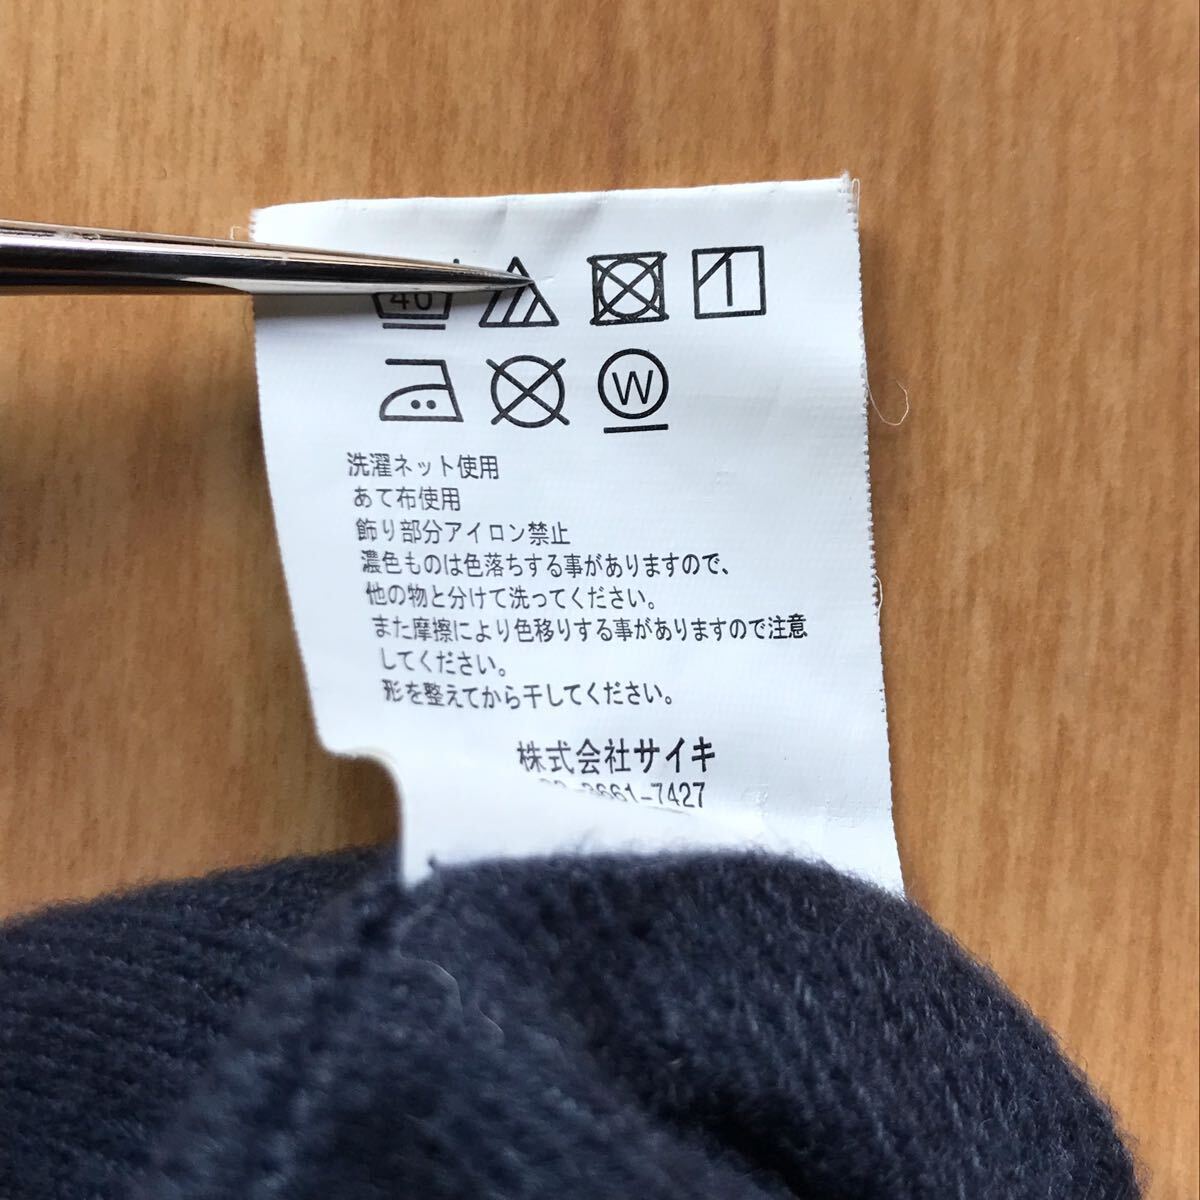 40
W
洗濯ネット使用
あて布使用
飾り部分アイロン禁止
濃色ものは色落ちする事がありますので、
他の物と分けて洗ってください。
また摩擦により色移りする事がありますので注意
してください。
形を整えてから干してください。
株式会社サイキ
-3661-7427